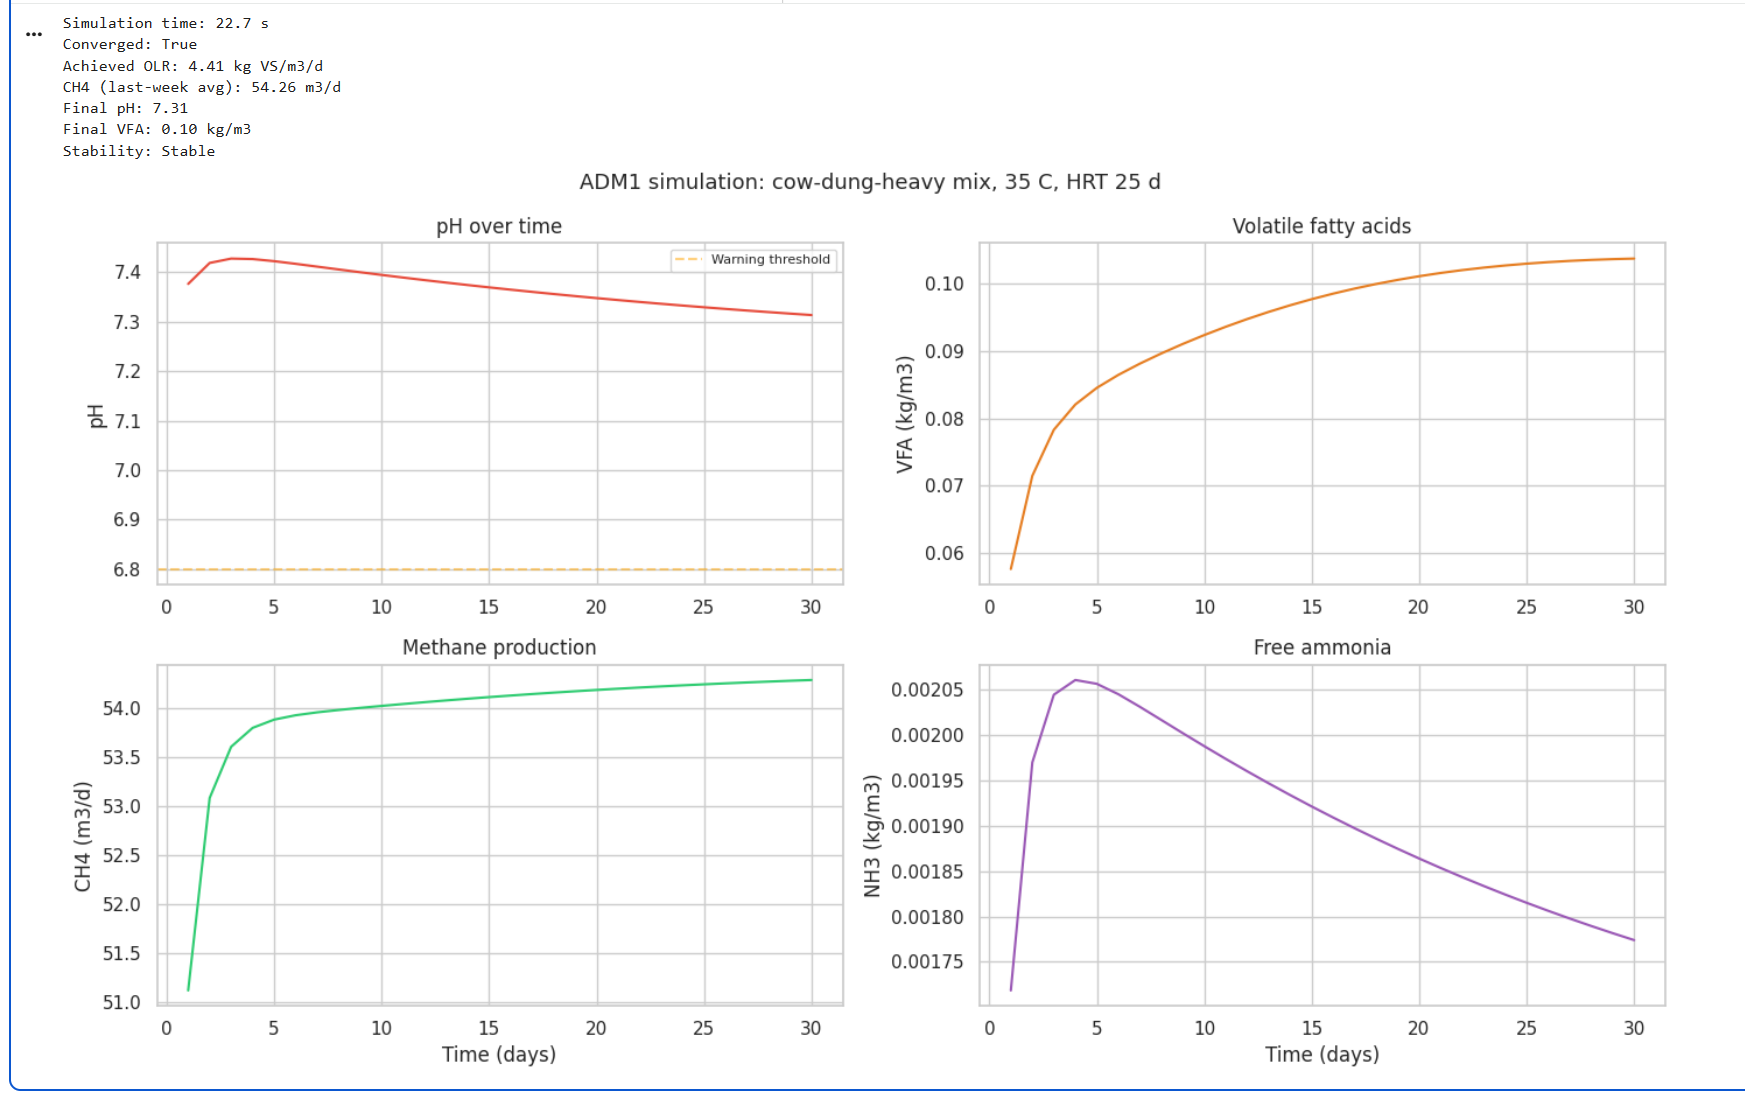 Simulation time: 22.7 s
Converged: True
Achieved OLR: 4.41 kg VS/m3/d
CH4 (last-week avg): 54.26 m3/d
Final pH: 7.31
Final VFA: 0.10 kg/m3
Stability: Stable
ADM1 simulation: cow-dung-heavy mix, 35 C, HRT 25 d
pH over time
Warning threshold
pH
7.4
7.3
7.2
7.1
7.0
6.9
6.8
0 5 10 15 20 25 30
Volatile fatty acids
VFA (kg/m3)
0.10
0.09
0.08
0.07
0.06
0 5 10 15 20 25 30
Methane production
CH4 (m3/d)
54.0
53.5
53.0
52.5
52.0
51.5
51.0
0 5 10 15 20 25 30
Time (days)
Free ammonia
NH3 (kg/m3)
0.00205
0.00200
0.00195
0.00190
0.00185
0.00180
0.00175
0 5 10 15 20 25 30
Time (days)